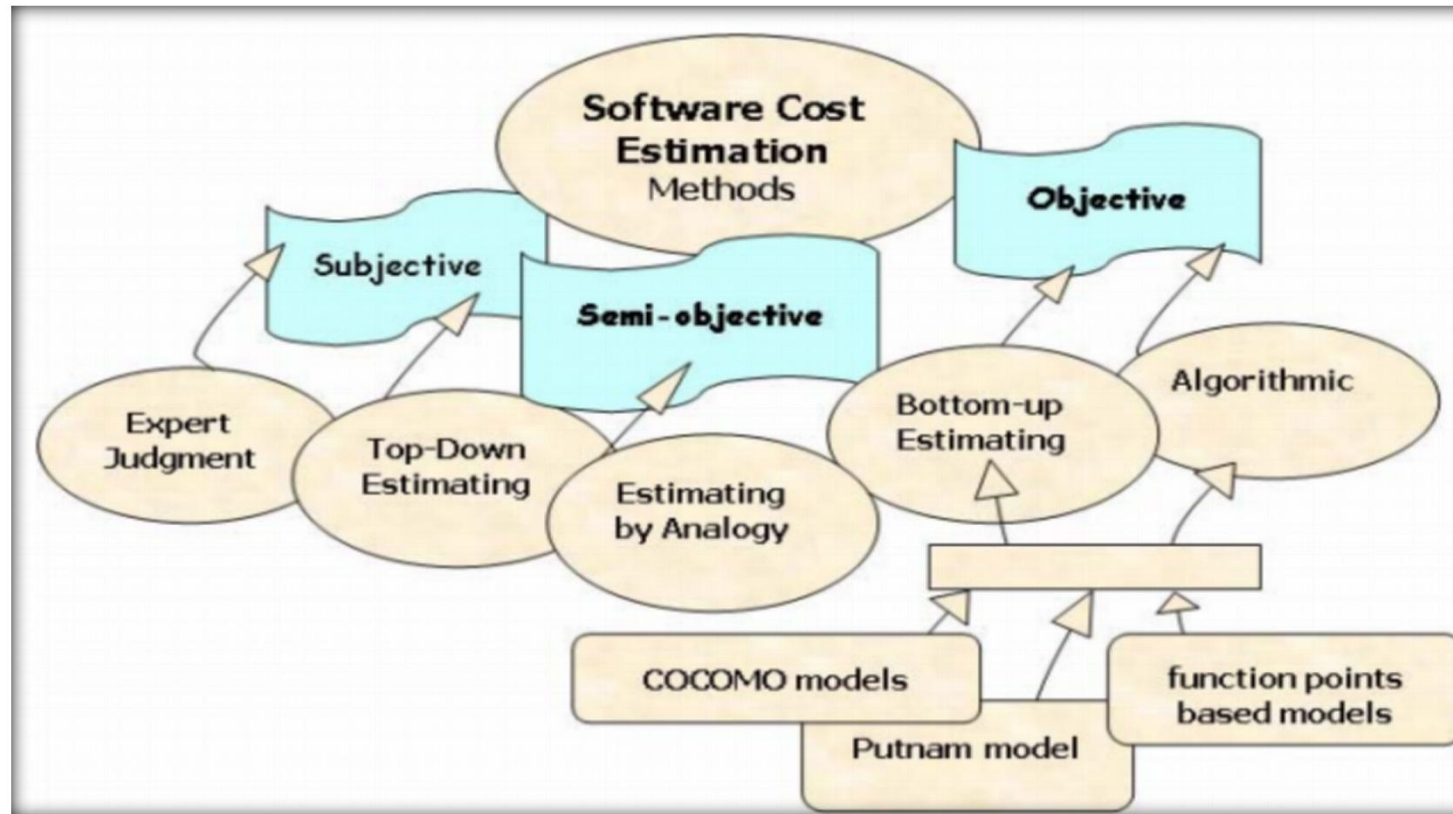 Software Cost
Estimation
Methods
Objective
Subjective
Semi-objective
Expert
Judgment
Top-Down
Estimating
Estimating
by Analogy
Bottom-up
Estimating
Algorithmic
COCOMO models
Putnam model
function points
based models